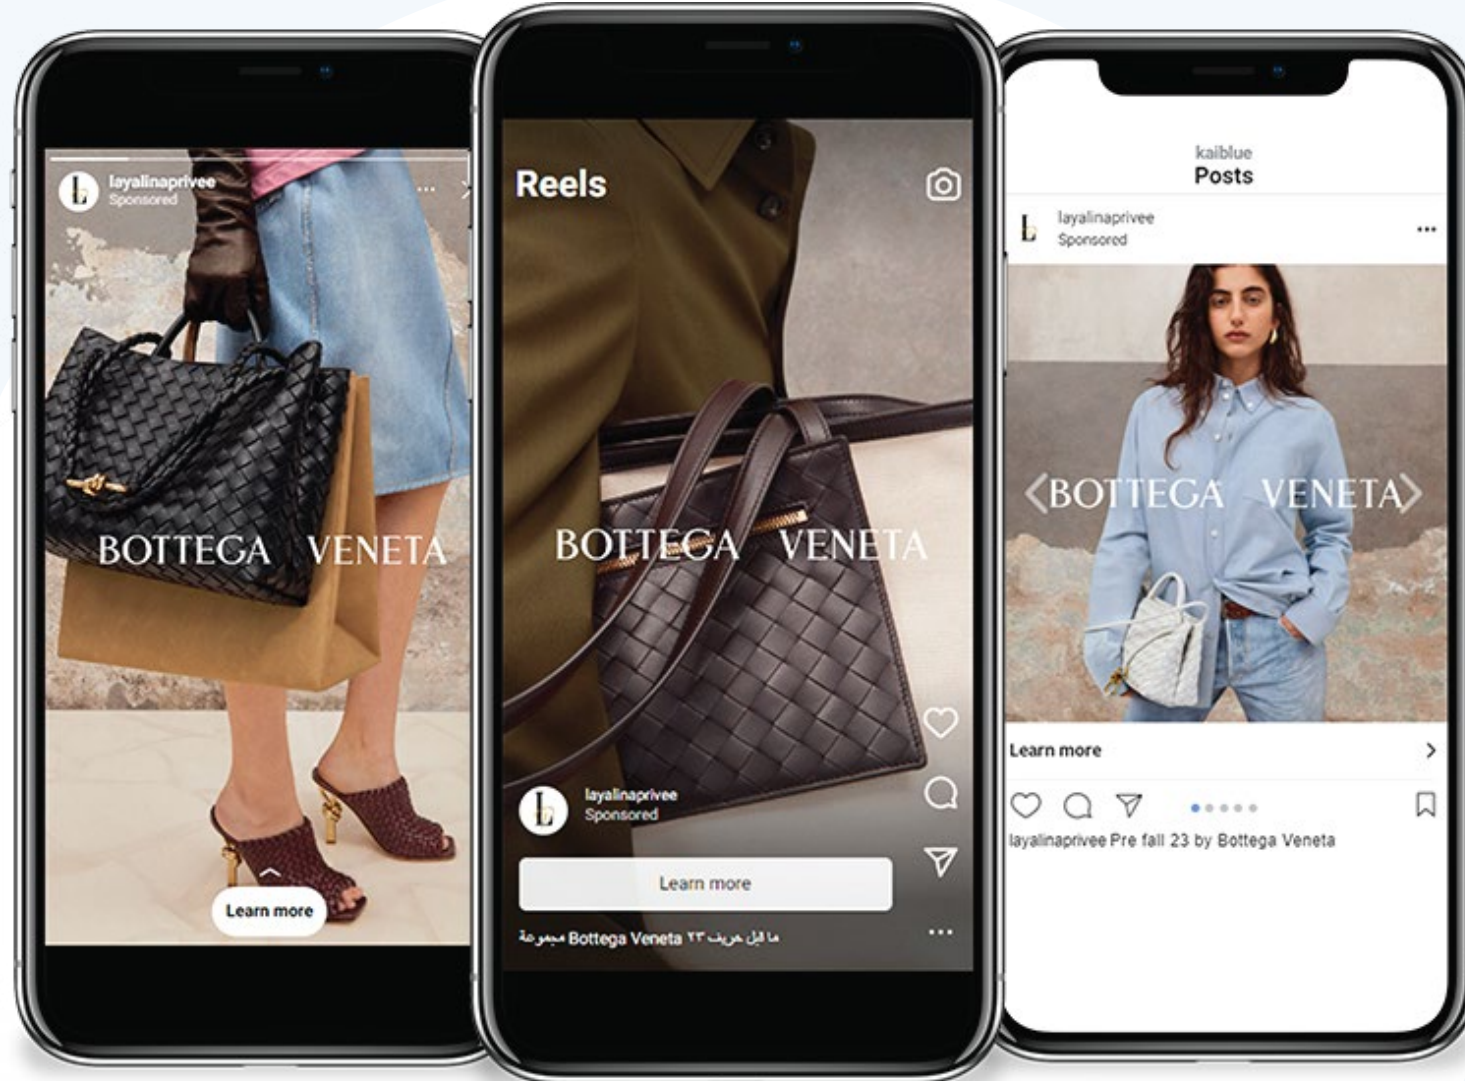 layalinaprivee
Sponsored
BOTTEGA VENETA
Learn more
Reels
BOTTEGA VENETA
layalinaprivee
Sponsored
Learn more
ما قبل خريف ٢٣ Bottega Veneta مجموعة
kaiblue
Posts
layalinaprivee
Sponsored
BOTTEGA VENETA
Learn more
layalinaprivee Pre fall 23 by Bottega Veneta